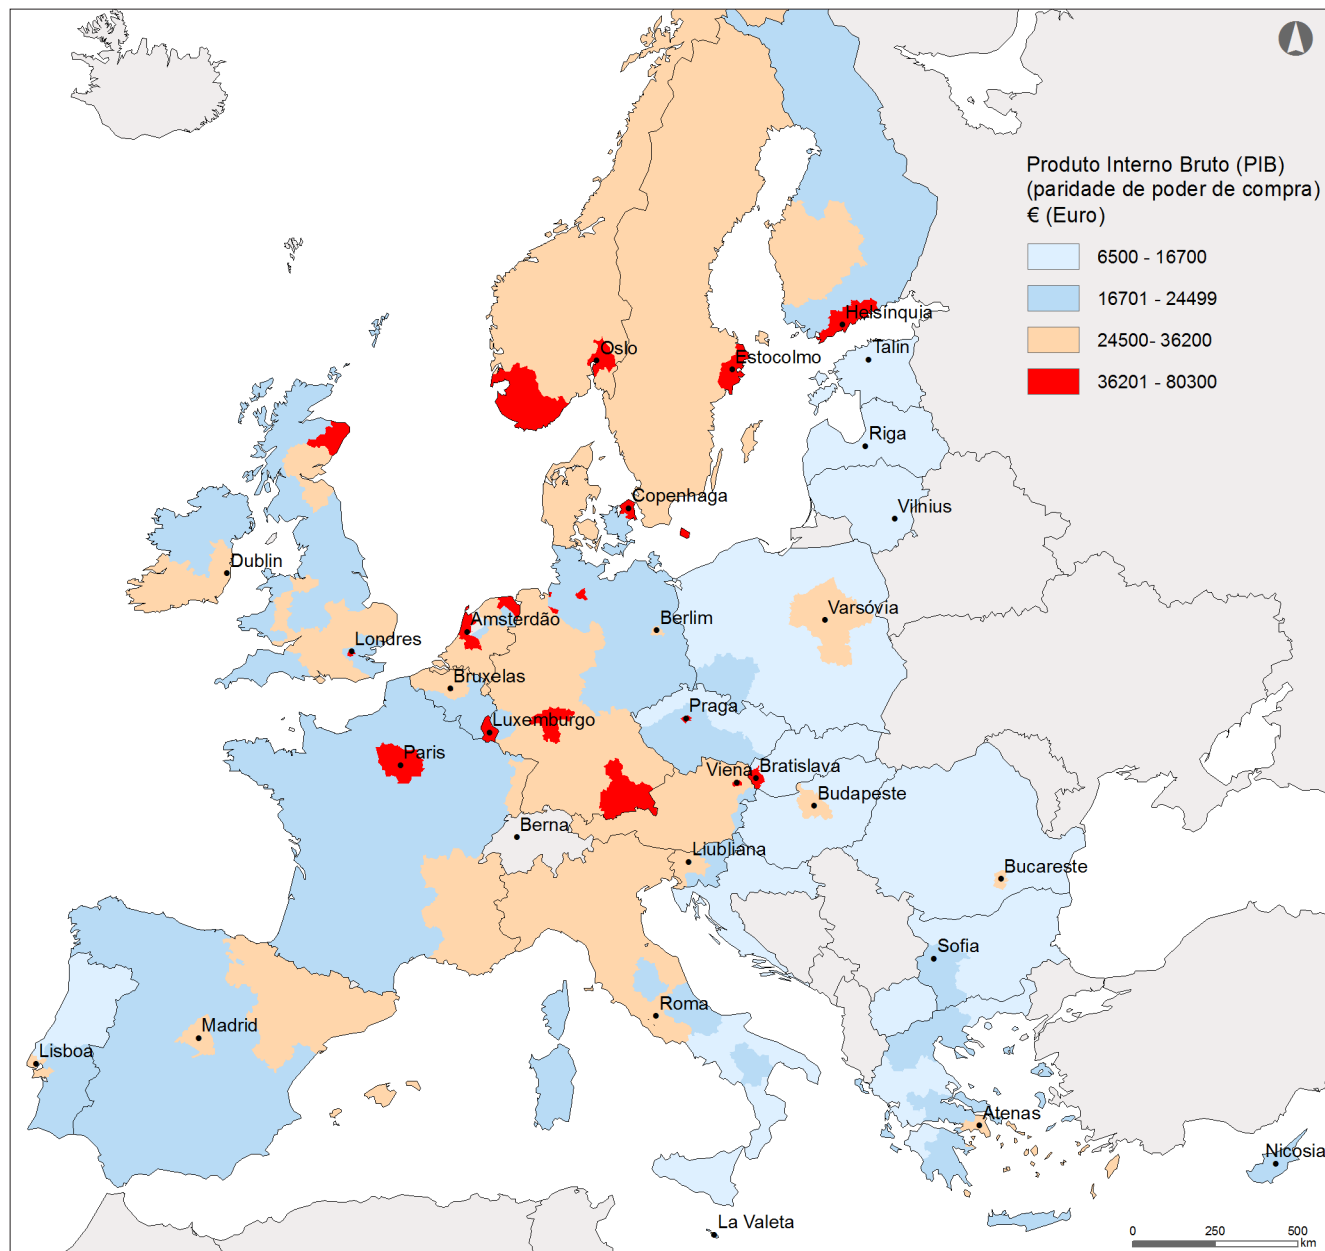 Produto Interno Bruto (PIB)
(paridade de poder de compra)
€ (Euro)
6500 - 16700
16701 - 24499
24500- 36200
36201 - 80300
Helsínquia
Oslo
Estocolmo
Talin
Riga
Copenhaga
Vilnius
Dublin
Amsterdão
Berlim
Varsóvia
Londres
Bruxelas
Praga
Luxemburgo
Paris
Viena
Bratislava
Budapeste
Berna
Liubliana
Bucareste
Sofia
Roma
Madrid
Lisboa
Atenas
Nicosia
La Valeta
0 250 500
km